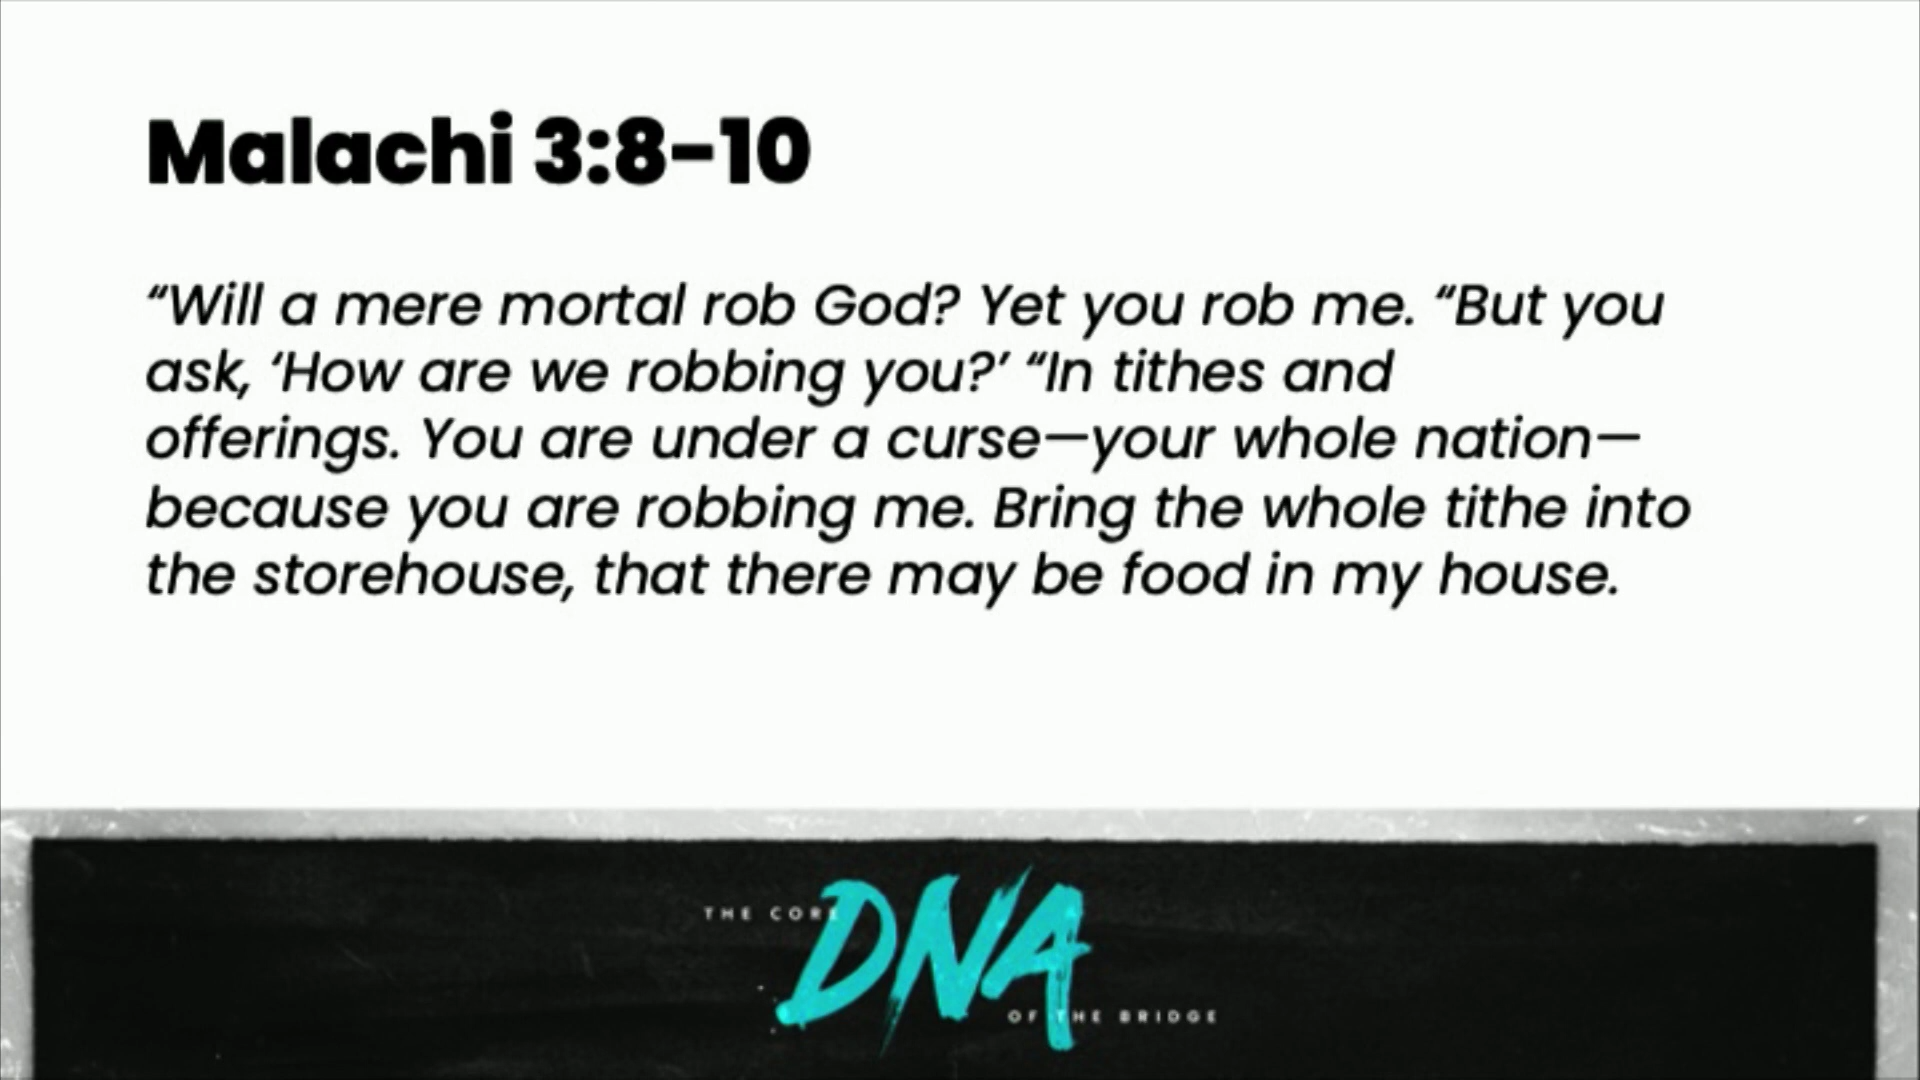 Malachi 3:8–10
“Will a mere mortal rob God? Yet you rob me. “But you
ask, ‘How are we robbing you?’ “In tithes and
offerings. You are under a curse—your whole nation—
because you are robbing me. Bring the whole tithe into
the storehouse, that there may be food in my house.
THE CORE
DNA
OF THE BRIDGE